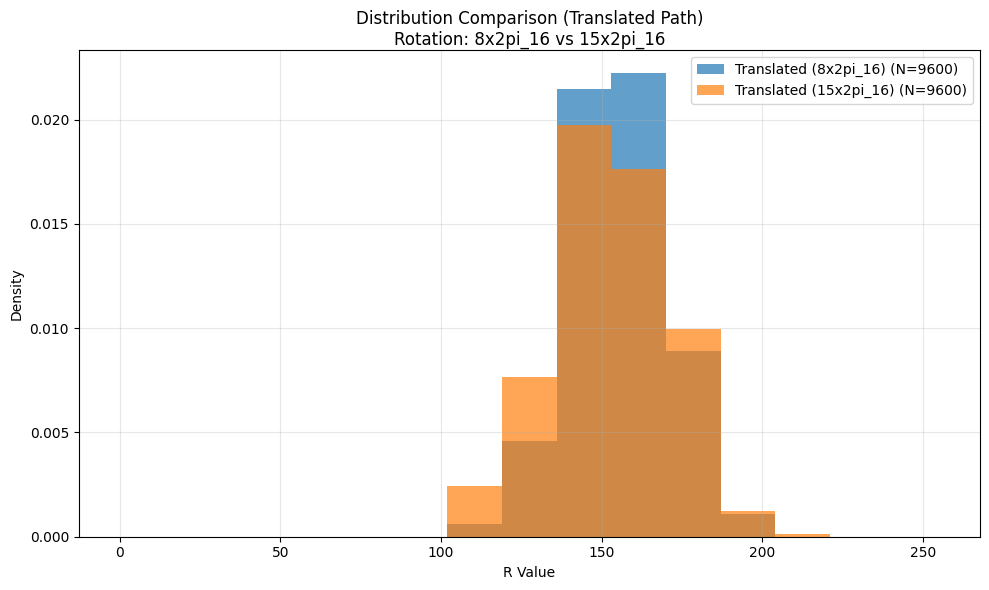 Distribution Comparison (Translated Path)
Rotation: 8x2pi_16 vs 15x2pi_16
Translated (8x2pi_16) (N=9600)
Translated (15x2pi_16) (N=9600)
Density
0.020
0.015
0.010
0.005
0.000
0 50 100 150 200 250
R Value